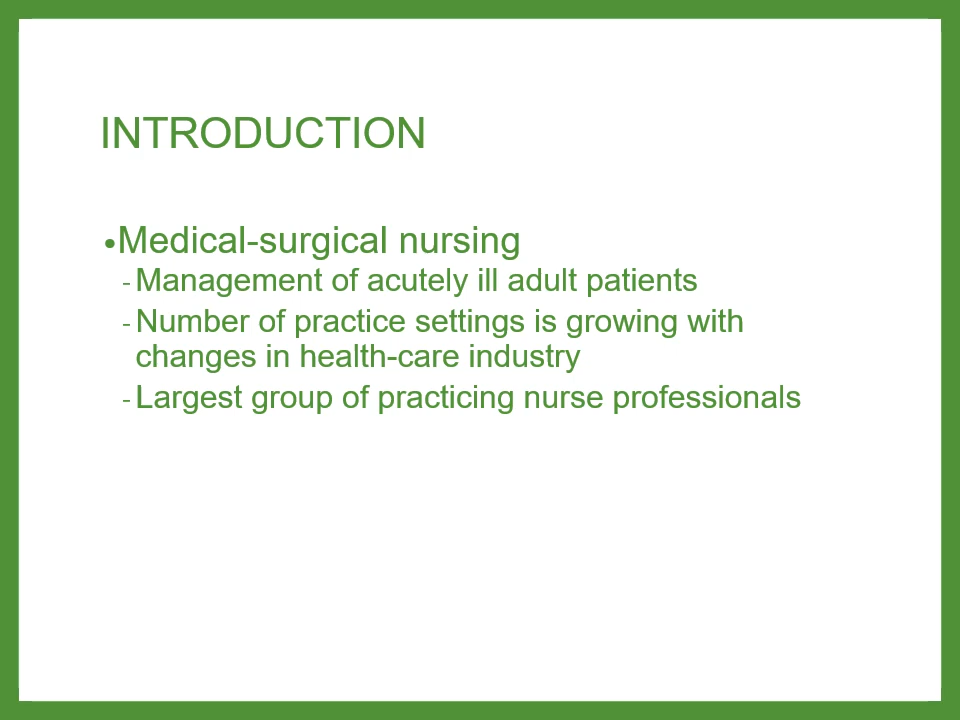 INTRODUCTION
•Medical-surgical nursing
- Management of acutely ill adult patients
- Number of practice settings is growing with
changes in health-care industry
- Largest group of practicing nurse professionals